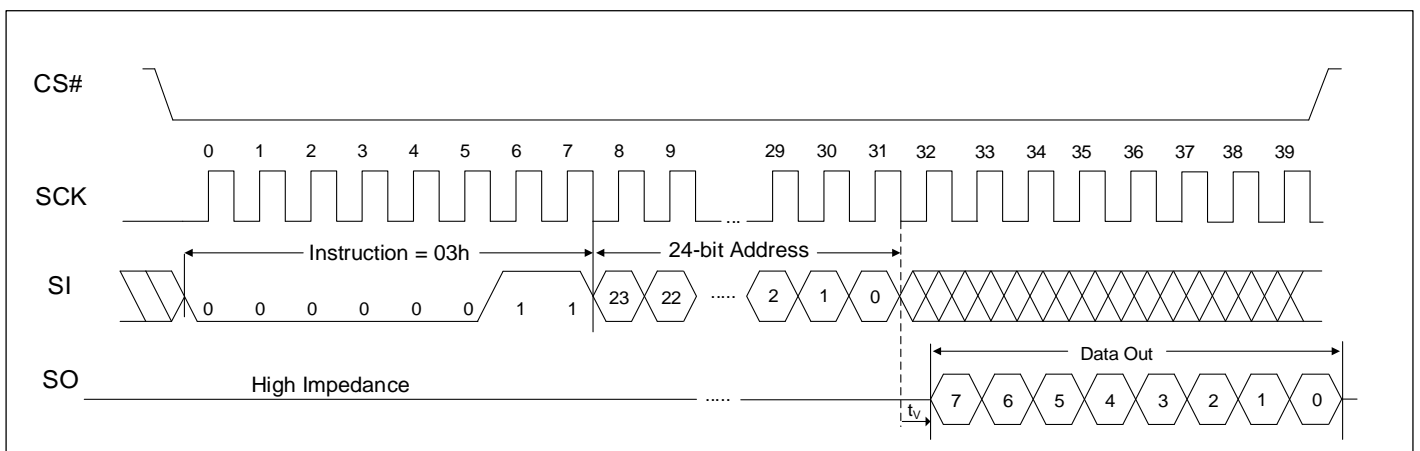 CS#
0 1 2 3 4 5 6 7 8 9 29 30 31 32 33 34 35 36 37 38 39
SCK ...
Instruction = 03h 24-bit Address
SI 0 0 0 0 0 0 1 1 23 22 ..... 2 1 0
Data Out
SO High Impedance ..... tV 7 6 5 4 3 2 1 0